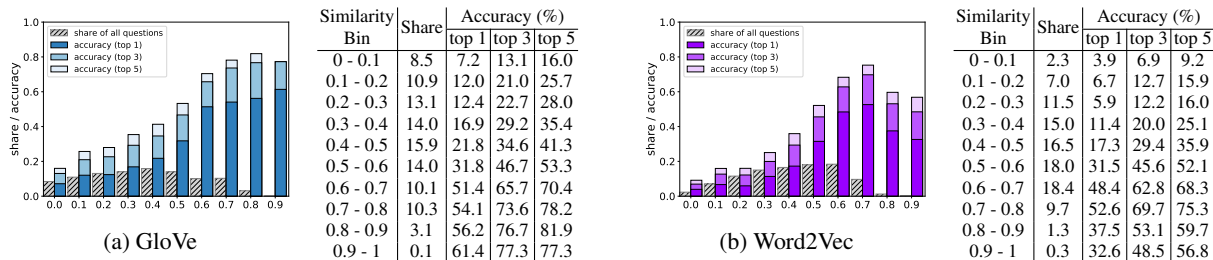 share of all questions
accuracy (top 1)
accuracy (top 3)
accuracy (top 5)
share / accuracy
1.0
0.8
0.6
0.4
0.2
0.0
0.0 0.1 0.2 0.3 0.4 0.5 0.6 0.7 0.8 0.9
(a) GloVe
Similarity Bin Share Accuracy (%)
top 1 top 3 top 5
0 - 0.1 8.5 7.2 13.1 16.0
0.1 - 0.2 10.9 12.0 21.0 25.7
0.2 - 0.3 13.1 12.4 22.7 28.0
0.3 - 0.4 14.0 16.9 29.2 35.4
0.4 - 0.5 15.9 21.8 34.6 41.3
0.5 - 0.6 14.0 31.8 46.7 53.3
0.6 - 0.7 10.1 51.4 65.7 70.4
0.7 - 0.8 10.3 54.1 73.6 78.2
0.8 - 0.9 3.1 56.2 76.7 81.9
0.9 - 1 0.1 61.4 77.3 77.3
share of all questions
accuracy (top 1)
accuracy (top 3)
accuracy (top 5)
share / accuracy
1.0
0.8
0.6
0.4
0.2
0.0
0.0 0.1 0.2 0.3 0.4 0.5 0.6 0.7 0.8 0.9
(b) Word2Vec
Similarity Bin Share Accuracy (%)
top 1 top 3 top 5
0 - 0.1 2.3 3.9 6.9 9.2
0.1 - 0.2 7.0 6.7 12.7 15.9
0.2 - 0.3 11.5 5.9 12.2 16.0
0.3 - 0.4 15.0 11.4 20.0 25.1
0.4 - 0.5 16.5 17.3 29.4 35.9
0.5 - 0.6 18.0 31.5 45.6 52.1
0.6 - 0.7 18.4 48.4 62.8 68.3
0.7 - 0.8 9.7 52.6 69.7 75.3
0.8 - 0.9 1.3 37.5 53.1 59.7
0.9 - 1 0.3 32.6 48.5 56.8